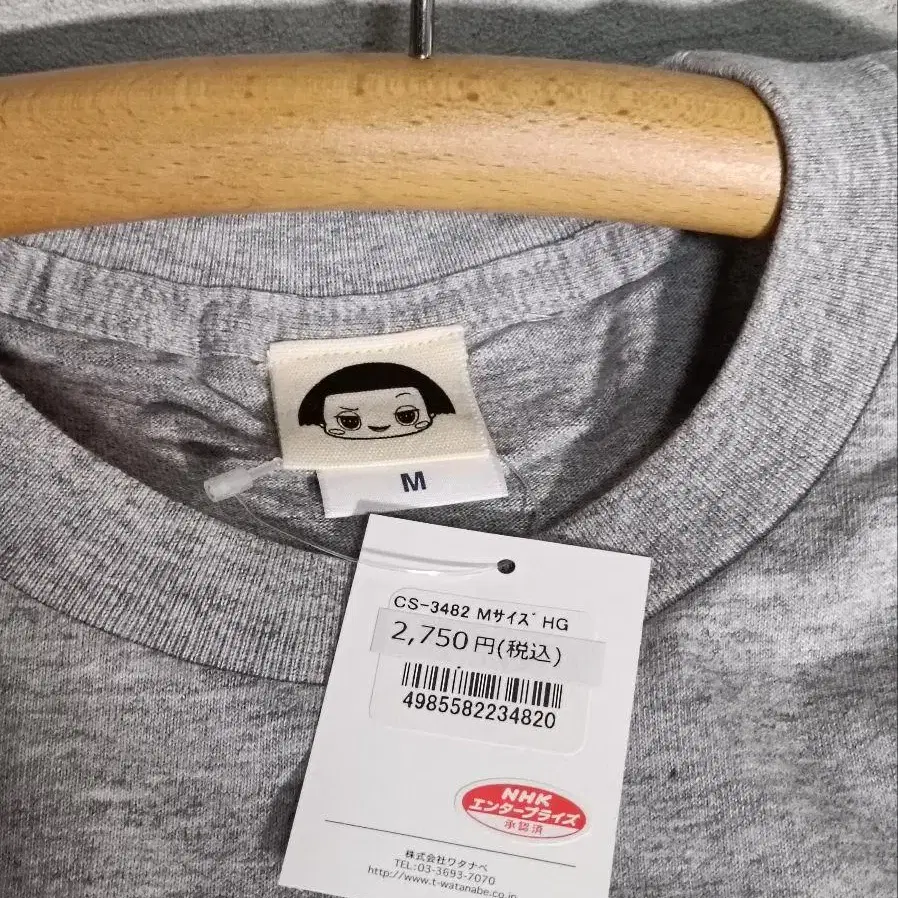 M
CS-3482 Mサイズ HG
2,750円(税込)
4985582234820
NHK
エンタープライズ
承認済
株式会社ワタナベ
TEL:03-3693-7070
http://www.t-watanabe.co.jp